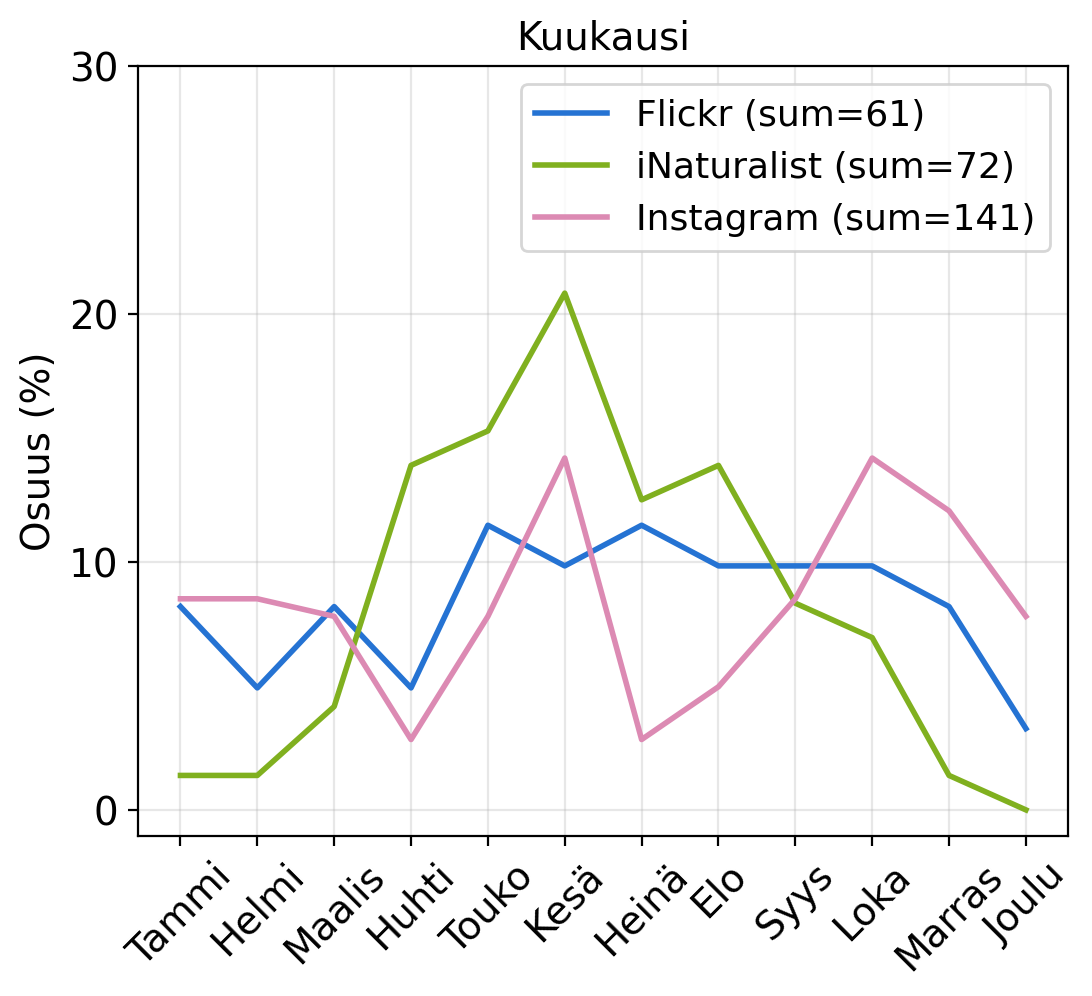 Kuukausi
30
20
10
0
Osuus (%)
Flickr (sum=61)
iNaturalist (sum=72)
Instagram (sum=141)
Tammi
Helmi
Maalis
Huhti
Touko
Kesä
Heinä
Elo
Syys
Loka
Marras
Joulu